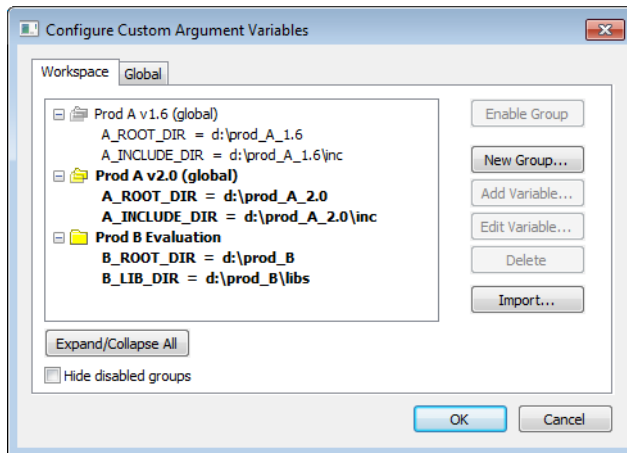 Configure Custom Argument Variables
Workspace
Global
Prod A v1.6 (global)
A_ROOT_DIR = d:\prod_A_1.6
A_INCLUDE_DIR = d:\prod_A_1.6\inc
Prod A v2.0 (global)
A_ROOT_DIR = d:\prod_A_2.0
A_INCLUDE_DIR = d:\prod_A_2.0\inc
Prod B Evaluation
B_ROOT_DIR = d:\prod_B
B_LIB_DIR = d:\prod_B\libs
Enable Group
New Group...
Add Variable...
Edit Variable...
Delete
Import...
Expand/Collapse All
Hide disabled groups
OK
Cancel